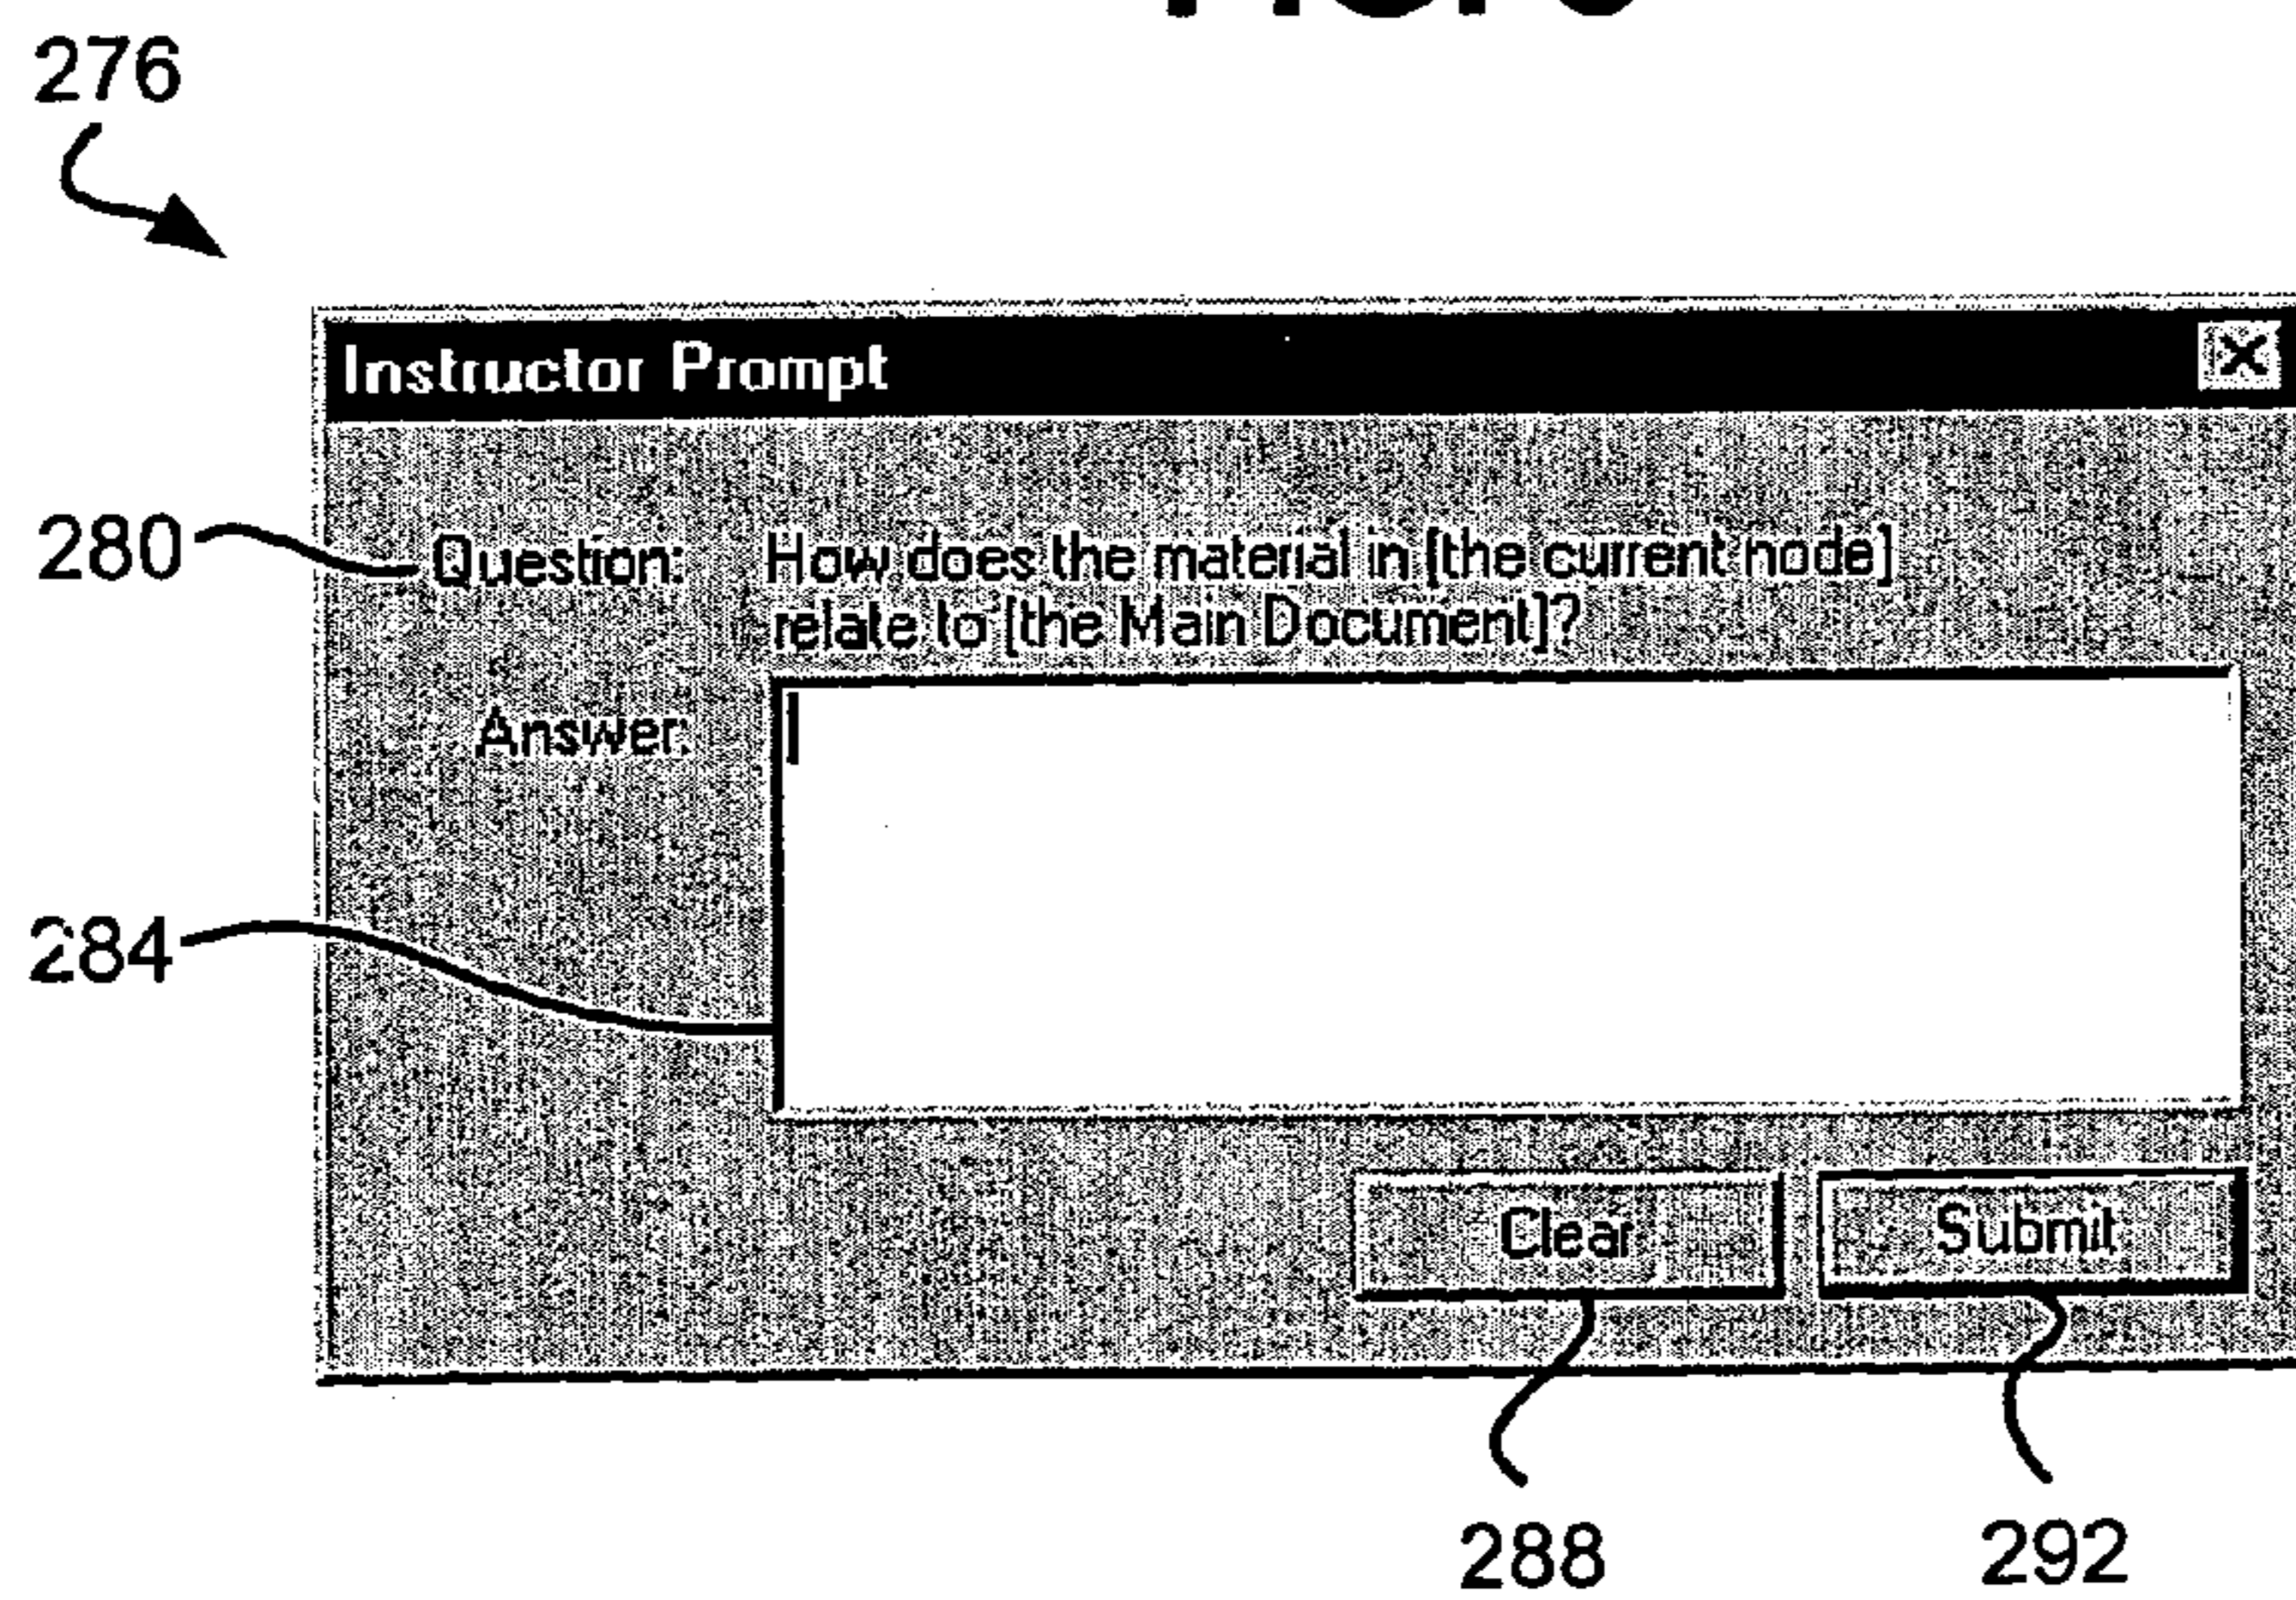 276
Instructor Prompt
280
Question: How does the material in [the current node]
relate to [the Main Document]?
Answer:
284
Clear
Submit
288
292